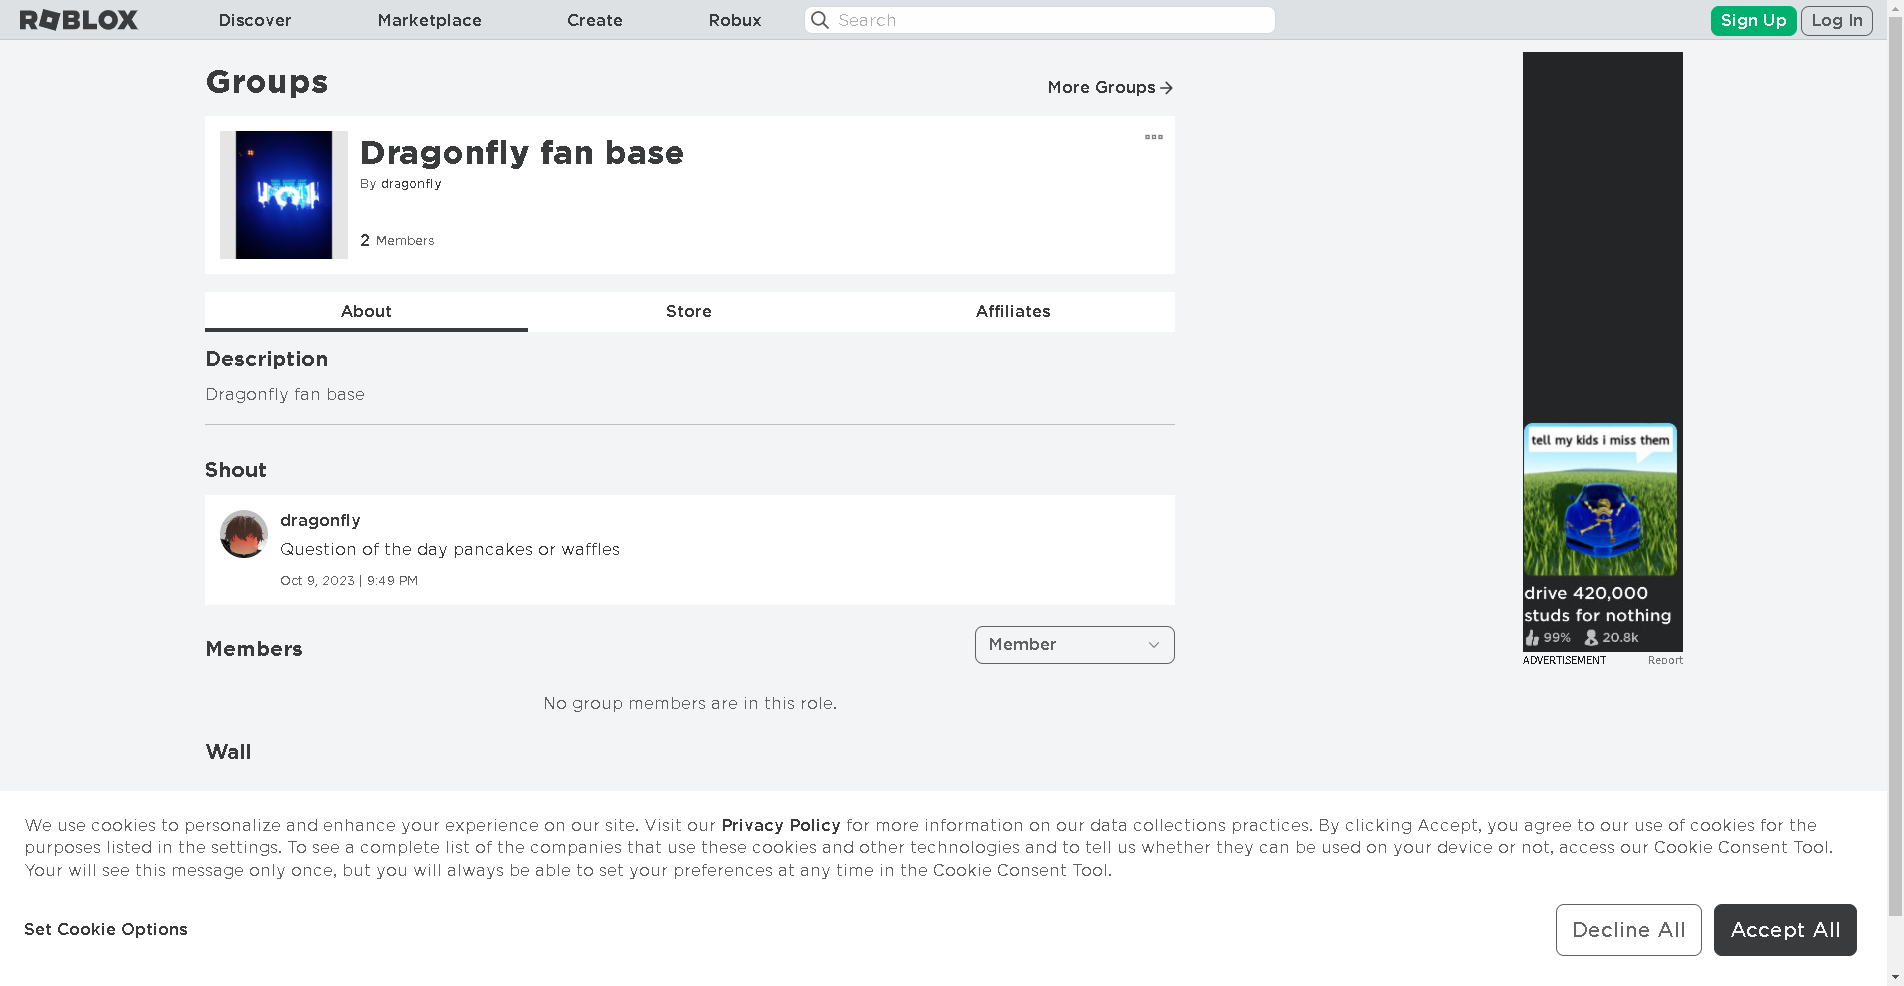 ROBLOX
Discover
Marketplace
Create
Robux
Search
Sign Up
Log In
Groups
More Groups
Dragonfly fan base
By dragonfly
2 Members
About
Store
Affiliates
Description
Dragonfly fan base
Shout
dragonfly
Question of the day pancakes or waffles
Oct 9, 2023 | 9:49 PM
Members
Member
No group members are in this role.
Wall
tell my kids i miss them
drive 420,000
studs for nothing
99% 20.8k
ADVERTISEMENT
Report
We use cookies to personalize and enhance your experience on our site. Visit our Privacy Policy for more information on our data collections practices. By clicking Accept, you agree to our use of cookies for the
purposes listed in the settings. To see a complete list of the companies that use these cookies and other technologies and to tell us whether they can be used on your device or not, access our Cookie Consent Tool.
Your will see this message only once, but you will always be able to set your preferences at any time in the Cookie Consent Tool.
Set Cookie Options
Decline All
Accept All